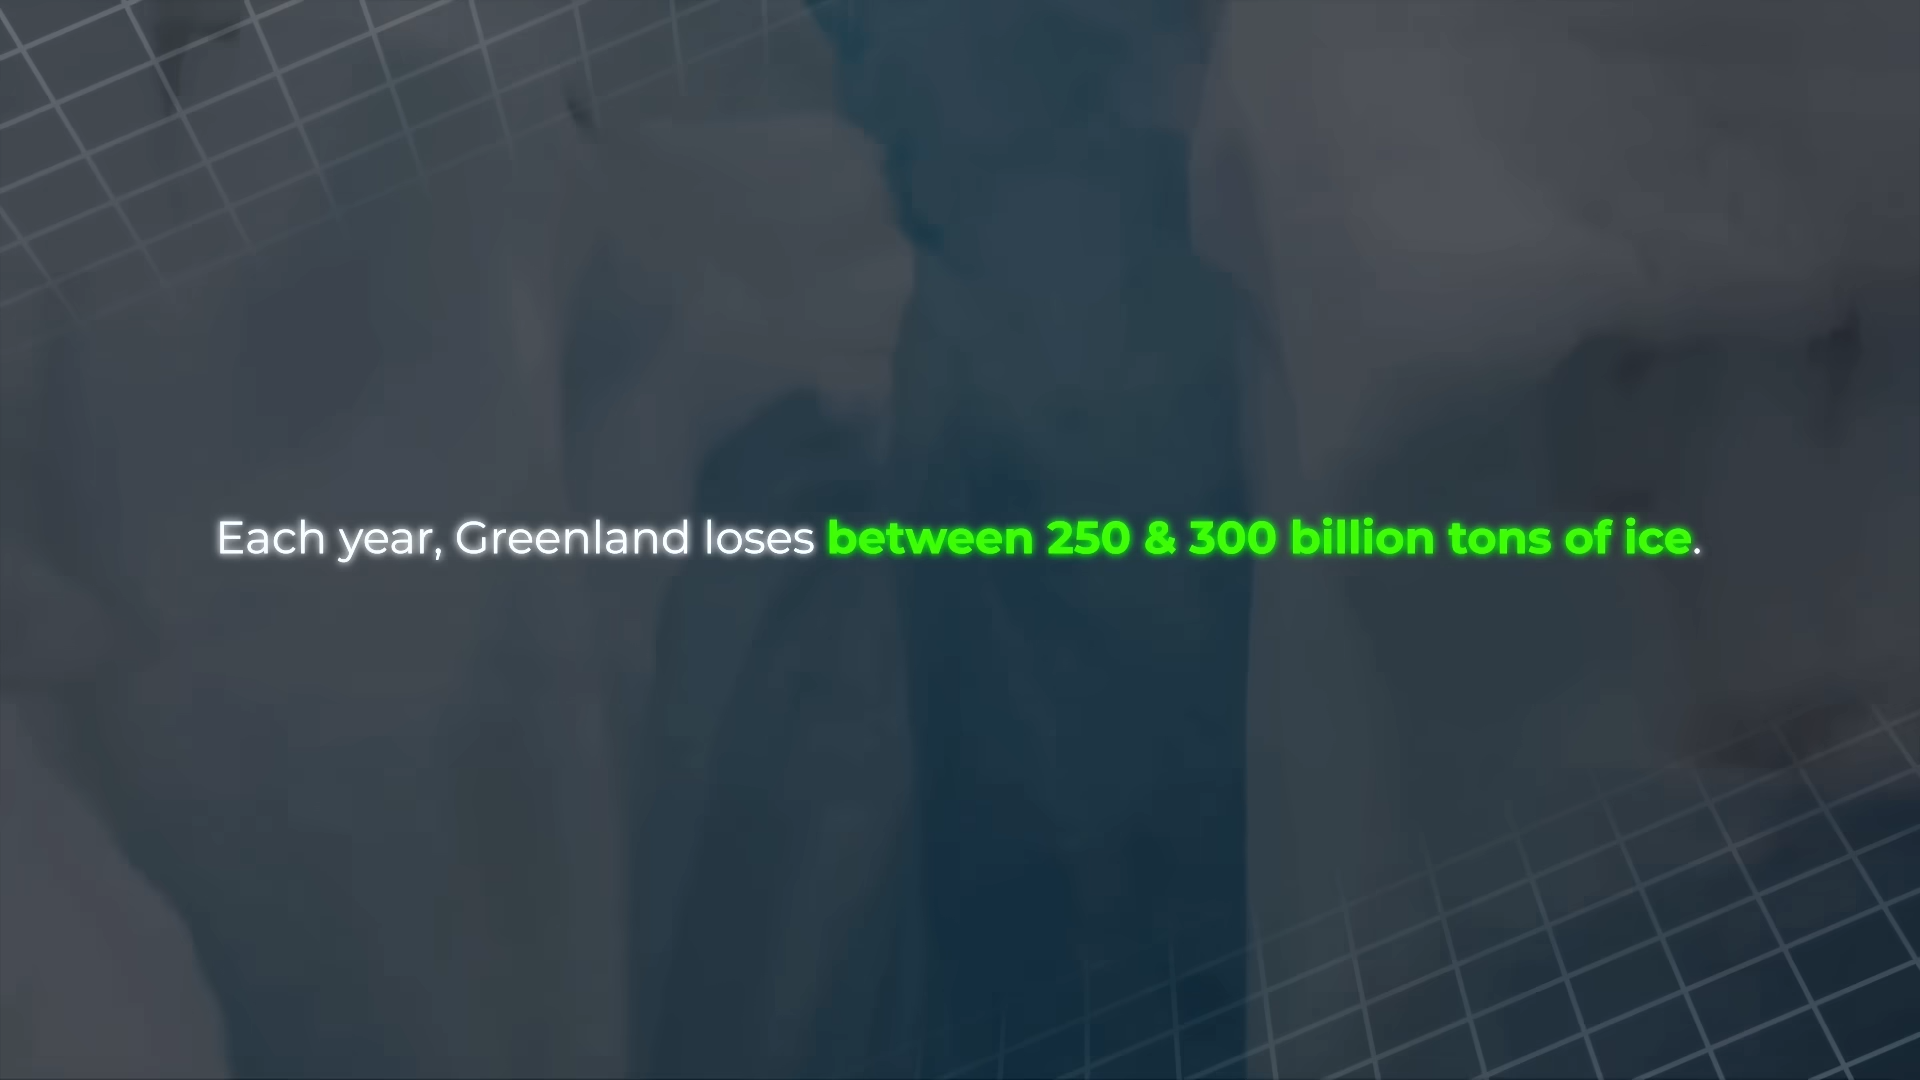 Each year, Greenland loses between 250 & 300 billion tons of ice.